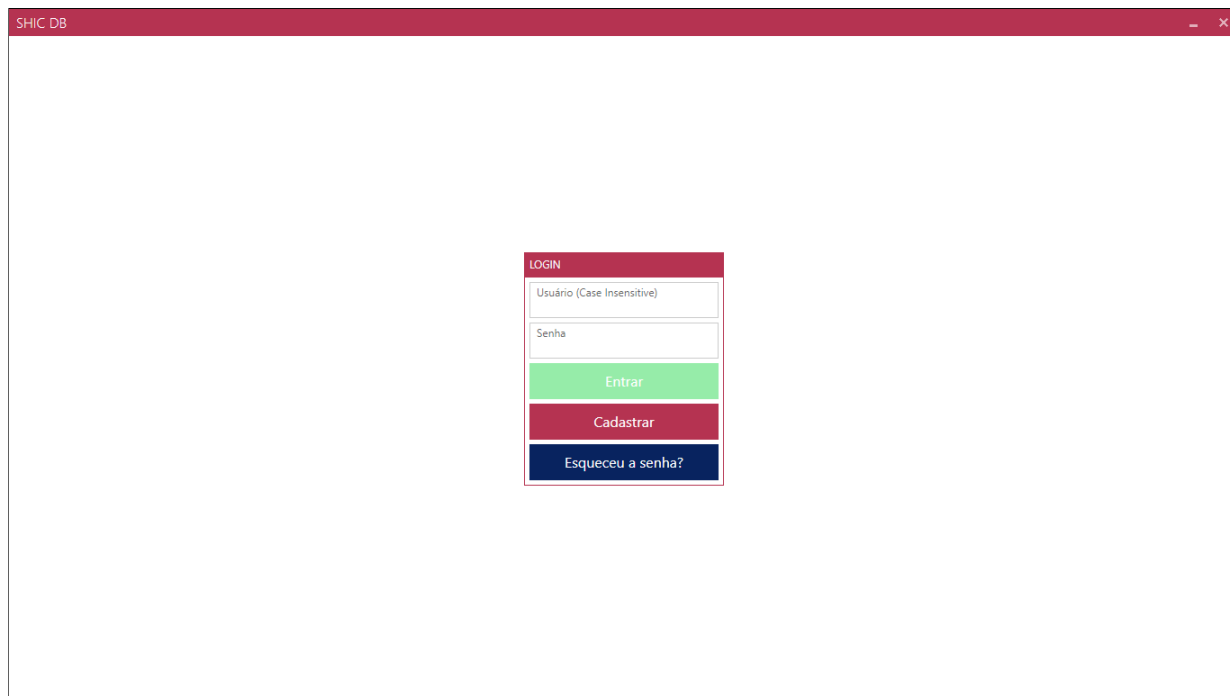 SHIC DB
LOGIN
Usuário (Case Insensitive)
Senha
Entrar
Cadastrar
Esqueceu a senha?